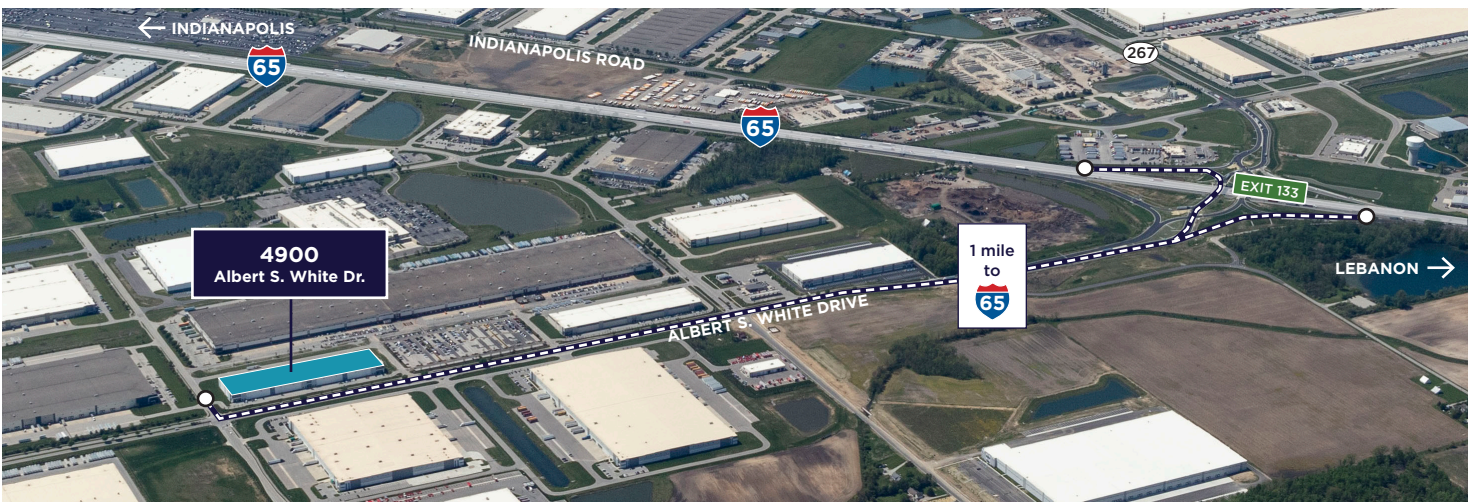 ← INDIANAPOLIS
65
INDIANAPOLIS ROAD
267
65
EXIT 133
4900
Albert S. White Dr.
1 mile
to
65
LEBANON →
ALBERT S. WHITE DRIVE